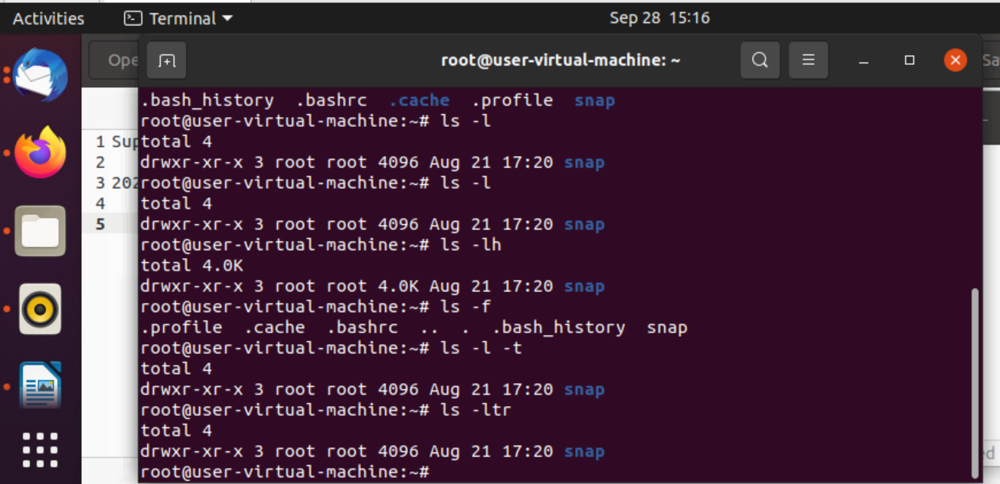 Activities Terminal Sep 28 15:16
Ope root@user-virtual-machine: ~ Sa
.bash_history .bashrc .cache .profile snap
root@user-virtual-machine:~# ls -l
total 4
drwxr-xr-x 3 root root 4096 Aug 21 17:20 snap
root@user-virtual-machine:~# ls -l
total 4
drwxr-xr-x 3 root root 4096 Aug 21 17:20 snap
root@user-virtual-machine:~# ls -lh
total 4.0K
drwxr-xr-x 3 root root 4.0K Aug 21 17:20 snap
root@user-virtual-machine:~# ls -f
.profile .cache .bashrc .. . .bash_history snap
root@user-virtual-machine:~# ls -l -t
total 4
drwxr-xr-x 3 root root 4096 Aug 21 17:20 snap
root@user-virtual-machine:~# ls -ltr
total 4
drwxr-xr-x 3 root root 4096 Aug 21 17:20 snap
root@user-virtual-machine:~#
1 Sup
2
3 202
4
5
ed